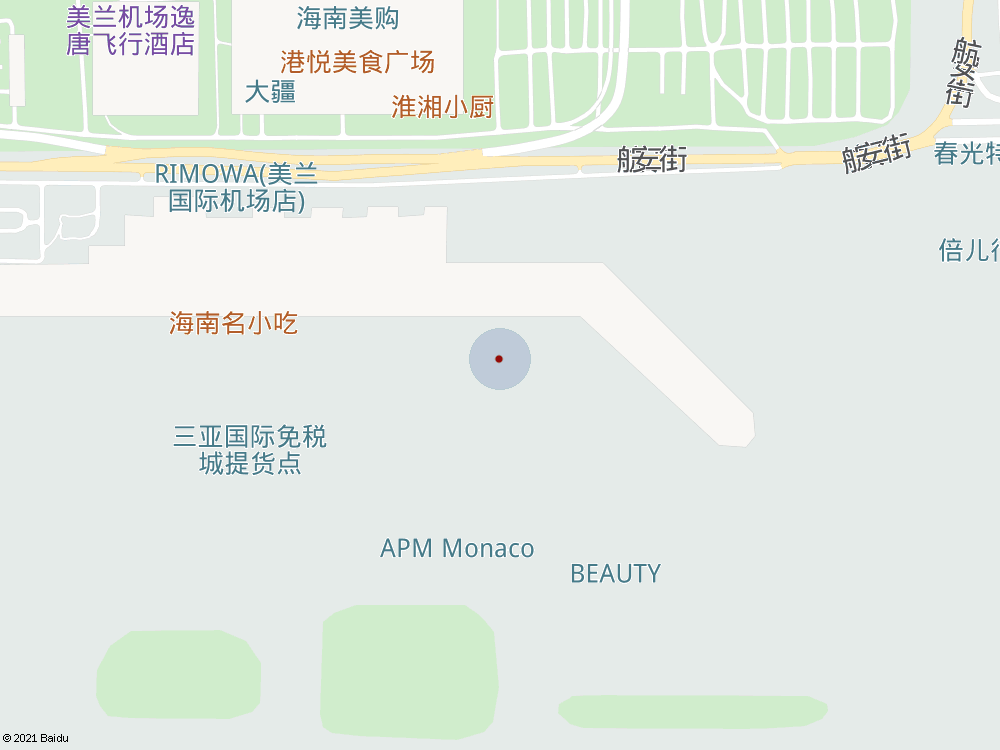 美兰机场逸
唐飞行酒店
海南美购
港悦美食广场
大疆
淮湘小厨
航安街
航安街
航安街
春光特
RIMOWA(美兰
国际机场店)
倍儿行
海南名小吃
三亚国际免税
城提货点
APM Monaco
BEAUTY
© 2021 Baidu